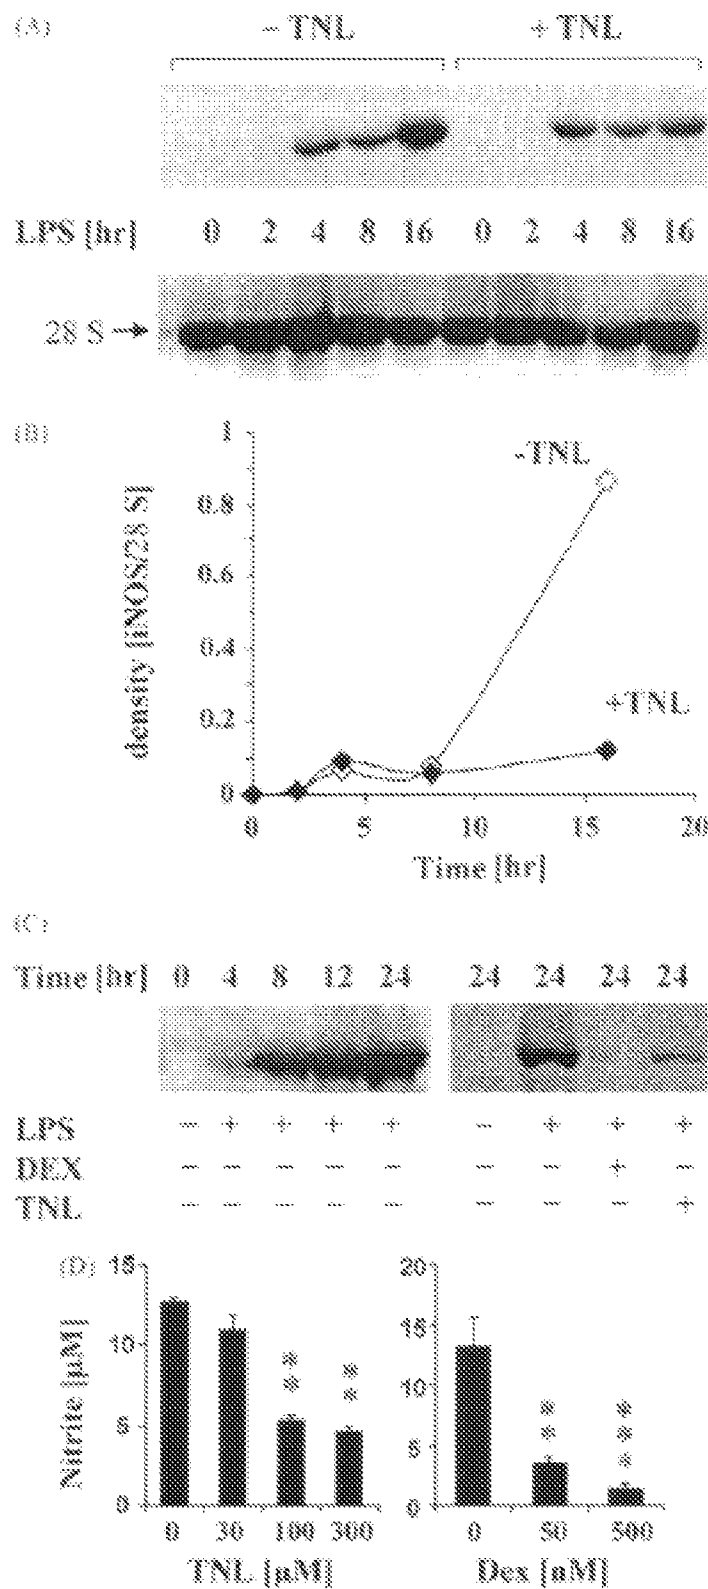 (A)
– TNL + TNL
LPS [hr] 0 2 4 8 16 0 2 4 8 16
28 S
(B)
density [iNOS/28 S]
1
0.8
0.6
0.4
0.2
0
-TNL
+TNL
0 5 10 15 20
Time [hr]
(C)
Time [hr] 0 4 8 12 24 24 24 24 24
LPS – + + + + – + + +
DEX – – – – – – – + –
TNL – – – – – – – – +
(D)
Nitrite [µM]
15
10
5
0
**
**
0 30 100 300
TNL [µM]
20
15
10
5
0
**
***
0 50 500
Dex [nM]